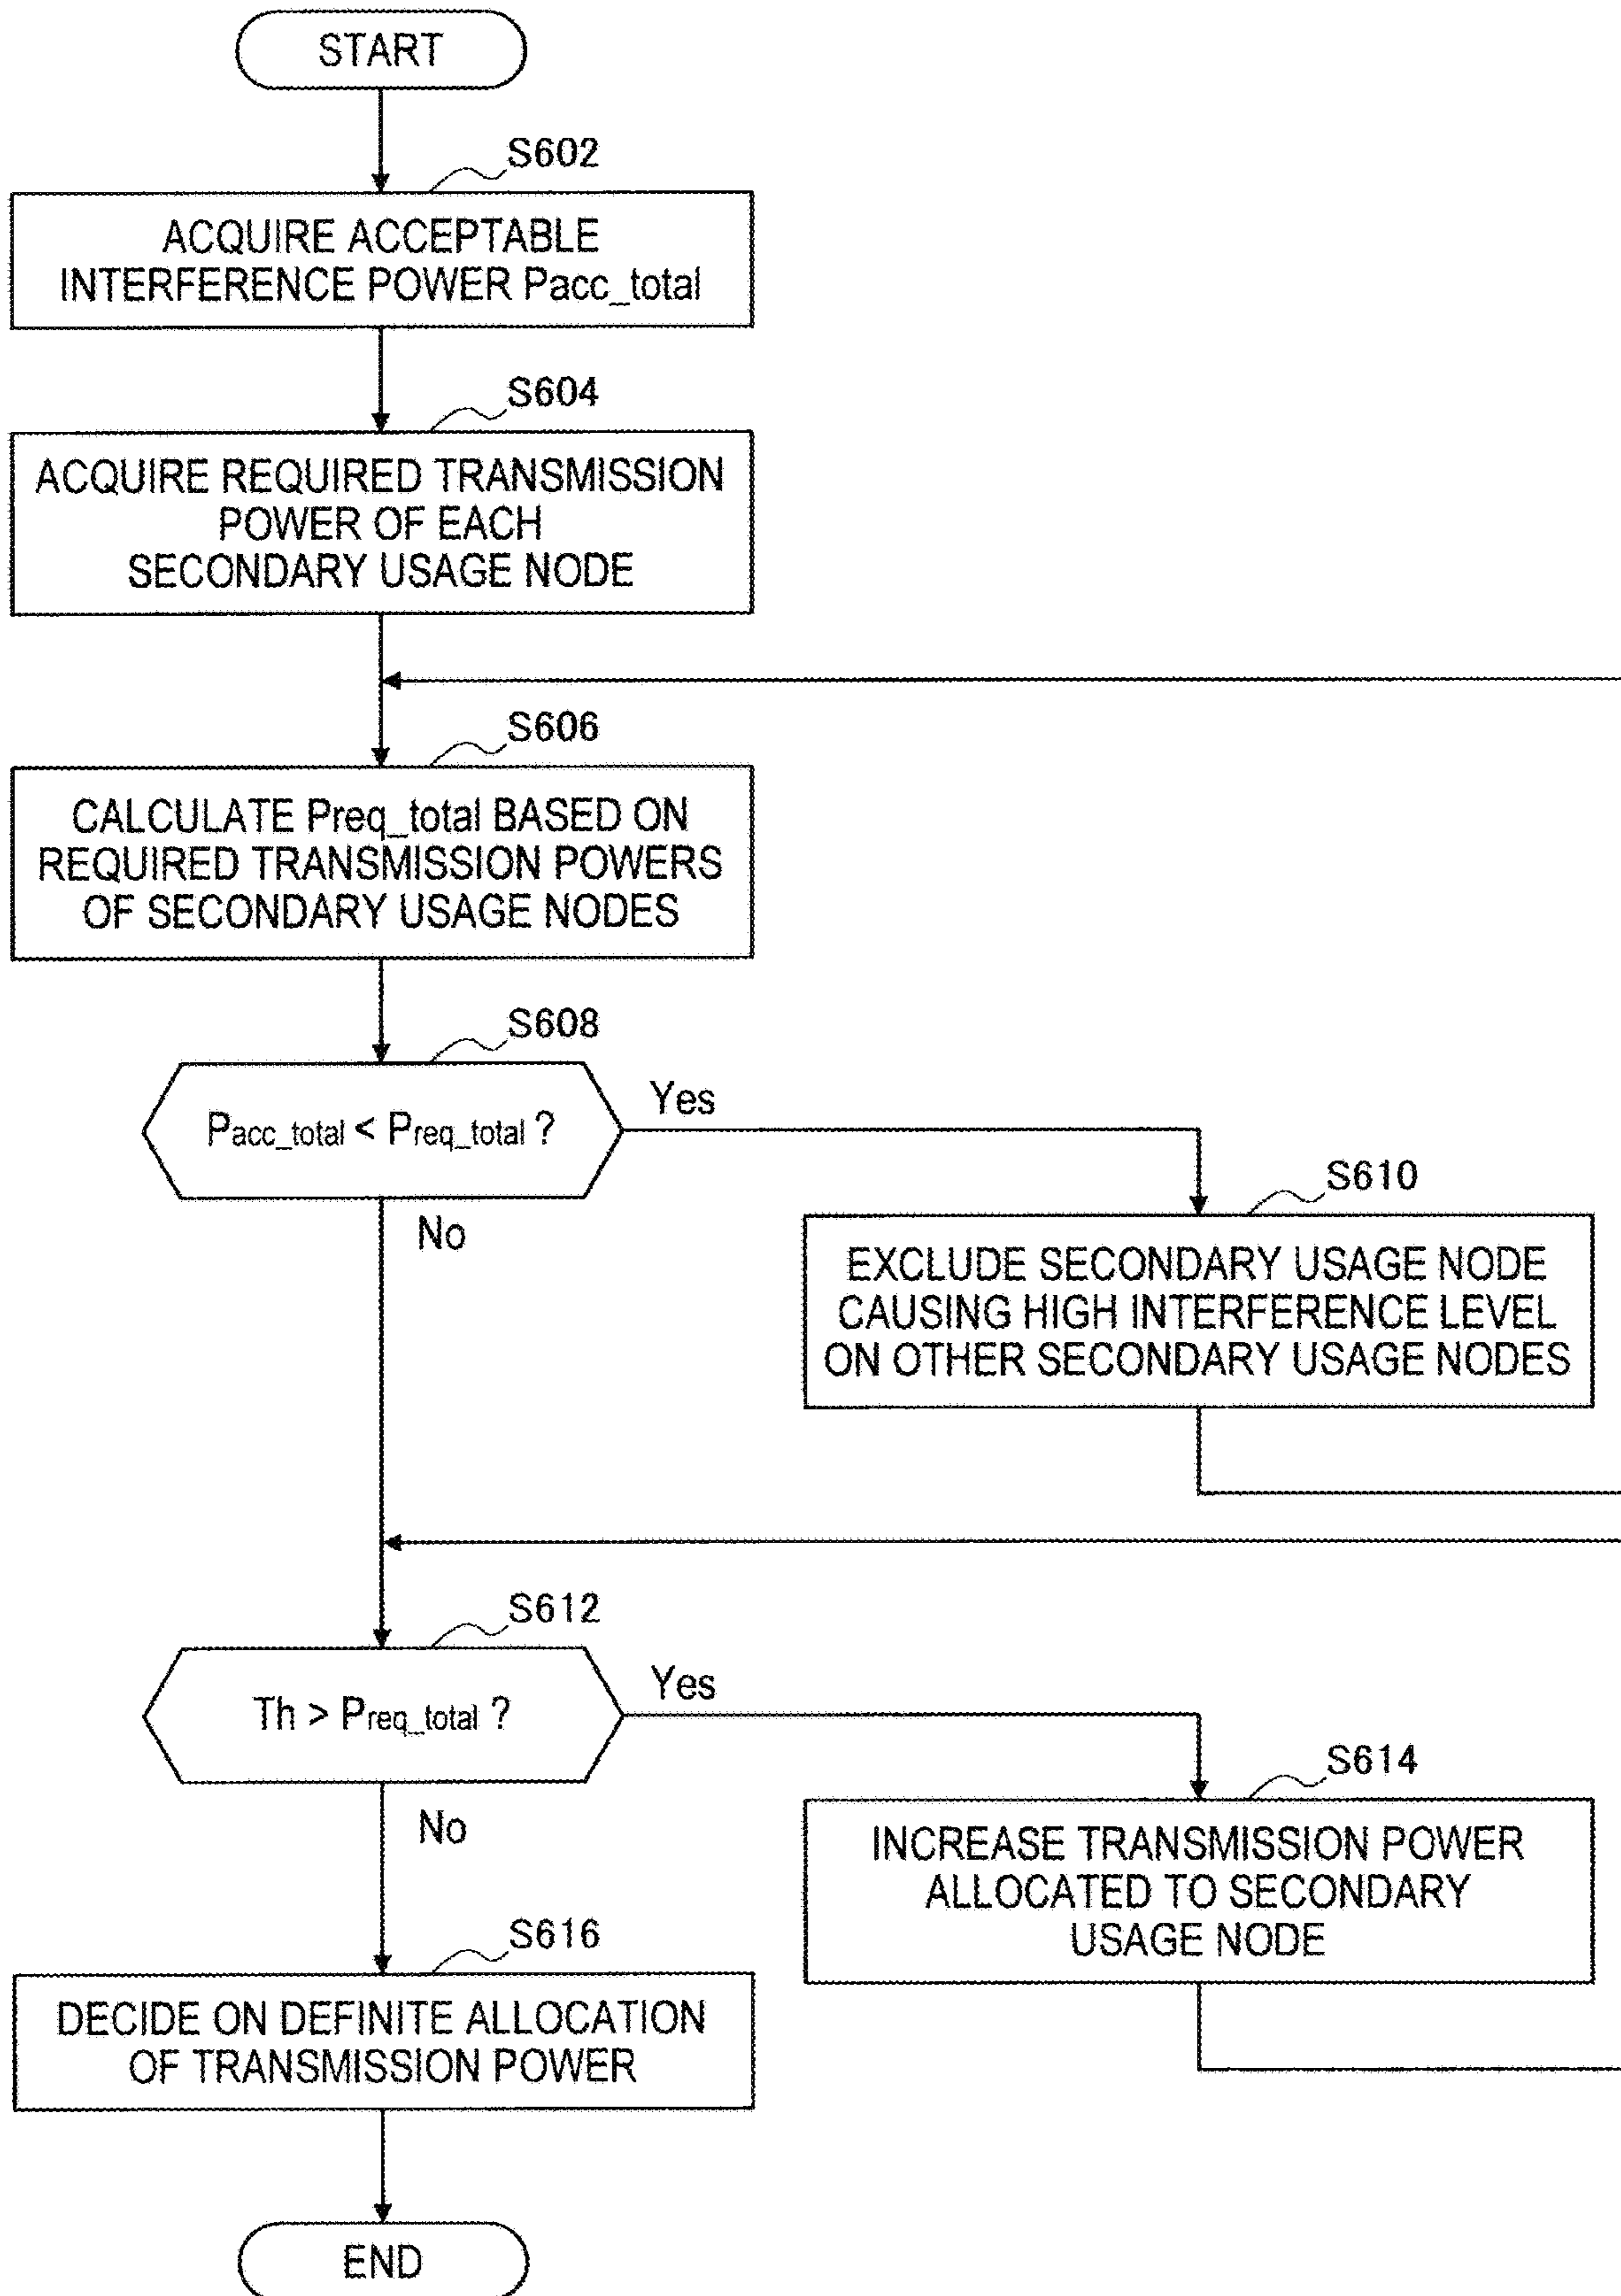 START
S602
ACQUIRE ACCEPTABLE
INTERFERENCE POWER Pacc_total
S604
ACQUIRE REQUIRED TRANSMISSION
POWER OF EACH
SECONDARY USAGE NODE
S606
CALCULATE Preq_total BASED ON
REQUIRED TRANSMISSION POWERS
OF SECONDARY USAGE NODES
S608
Pacc_total < Preq_total ?
Yes
No
S610
EXCLUDE SECONDARY USAGE NODE
CAUSING HIGH INTERFERENCE LEVEL
ON OTHER SECONDARY USAGE NODES
S612
Th > Preq_total ?
Yes
No
S614
INCREASE TRANSMISSION POWER
ALLOCATED TO SECONDARY
USAGE NODE
S616
DECIDE ON DEFINITE ALLOCATION
OF TRANSMISSION POWER
END